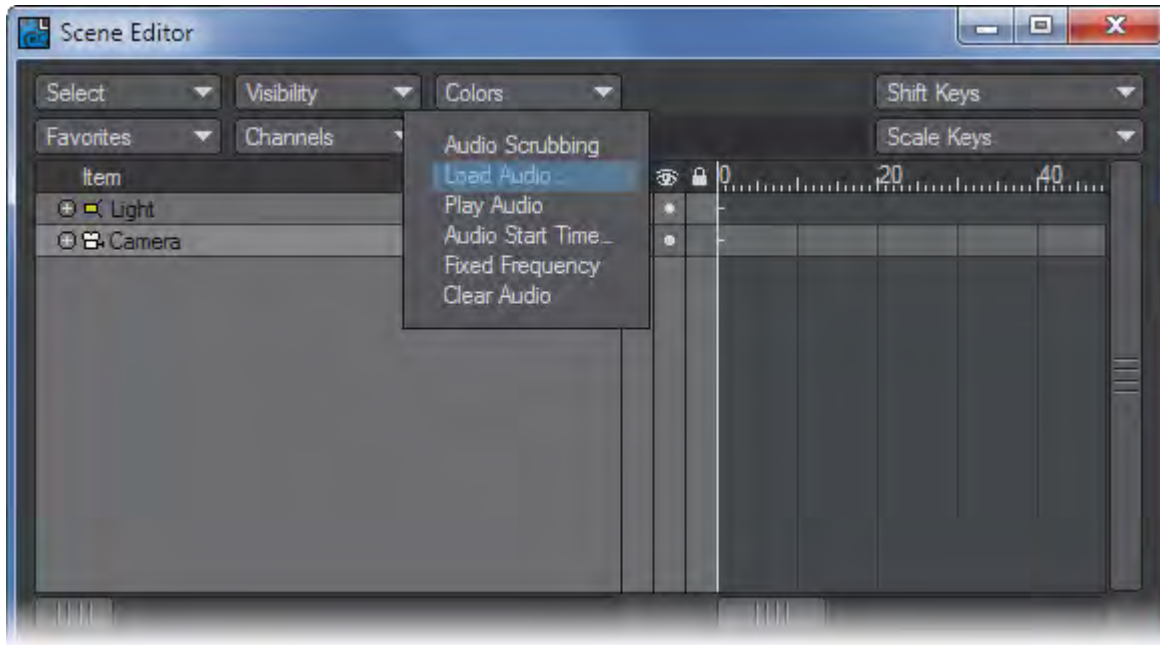 Scene Editor
Select Visibility Colors Shift Keys
Favorites Channels Scale Keys
Audio Scrubbing
Load Audio...
Play Audio
Audio Start Time...
Fixed Frequency
Clear Audio
Item 0 20 40
Light
Camera